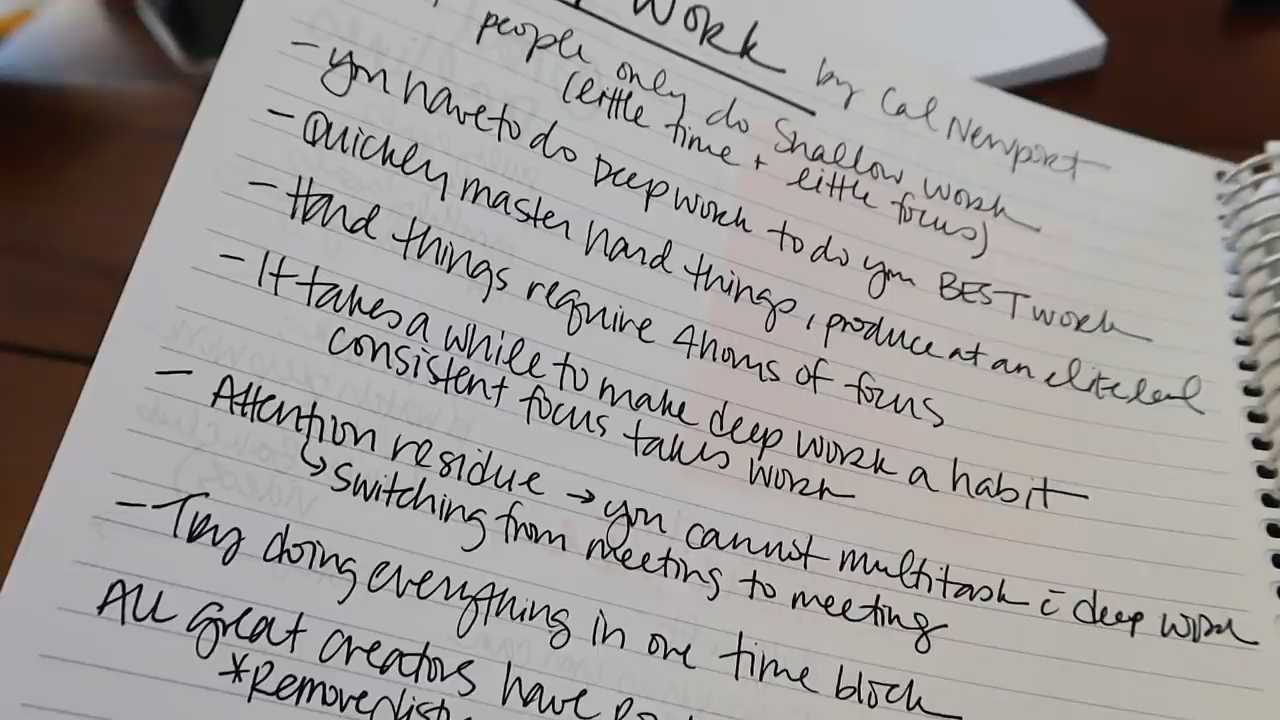 Work by Cal Newport
people only do Shallow work
(little time + little focus)
- you have to do Deep work to do you BEST work
- Quickly master hard things, produce at an elite level
- Hard things require 4 hours of focus
- It takes a while to make deep work a habit
consistent focus takes work
- Attention residue → you cannot multitask c̄ deep work
↳ switching from meeting to meeting
- Try doing everything in one time block
All great creators have
*Remove